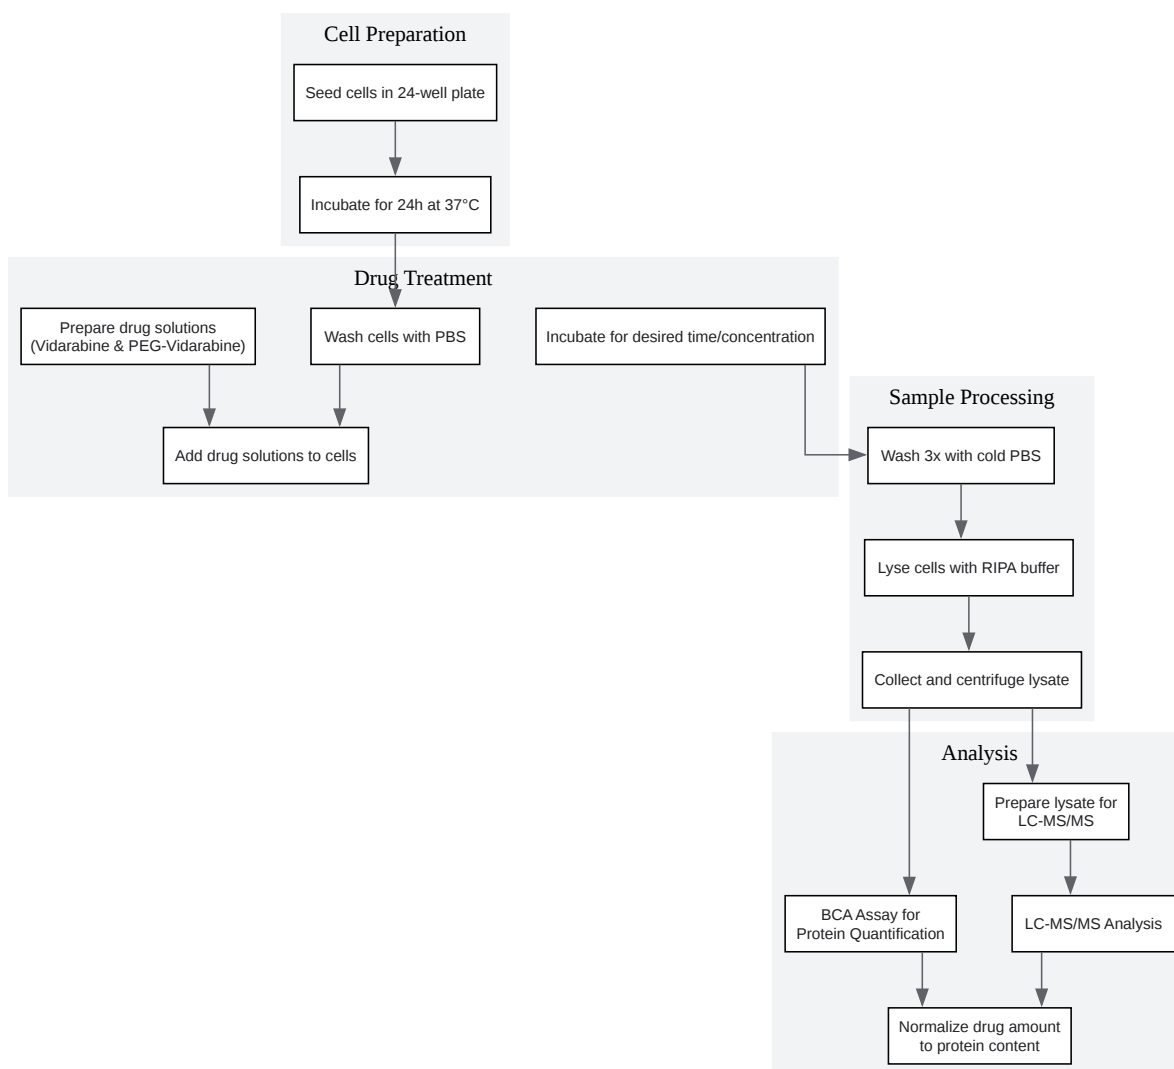 Cell Preparation
Seed cells in 24-well plate
Incubate for 24h at 37°C
Drug Treatment
Prepare drug solutions
(Vidarabine & PEG-Vidarabine)
Wash cells with PBS
Incubate for desired time/concentration
Add drug solutions to cells
Sample Processing
Wash 3x with cold PBS
Lyse cells with RIPA buffer
Collect and centrifuge lysate
Analysis
Prepare lysate for
LC-MS/MS
BCA Assay for
Protein Quantification
LC-MS/MS Analysis
Normalize drug amount
to protein content